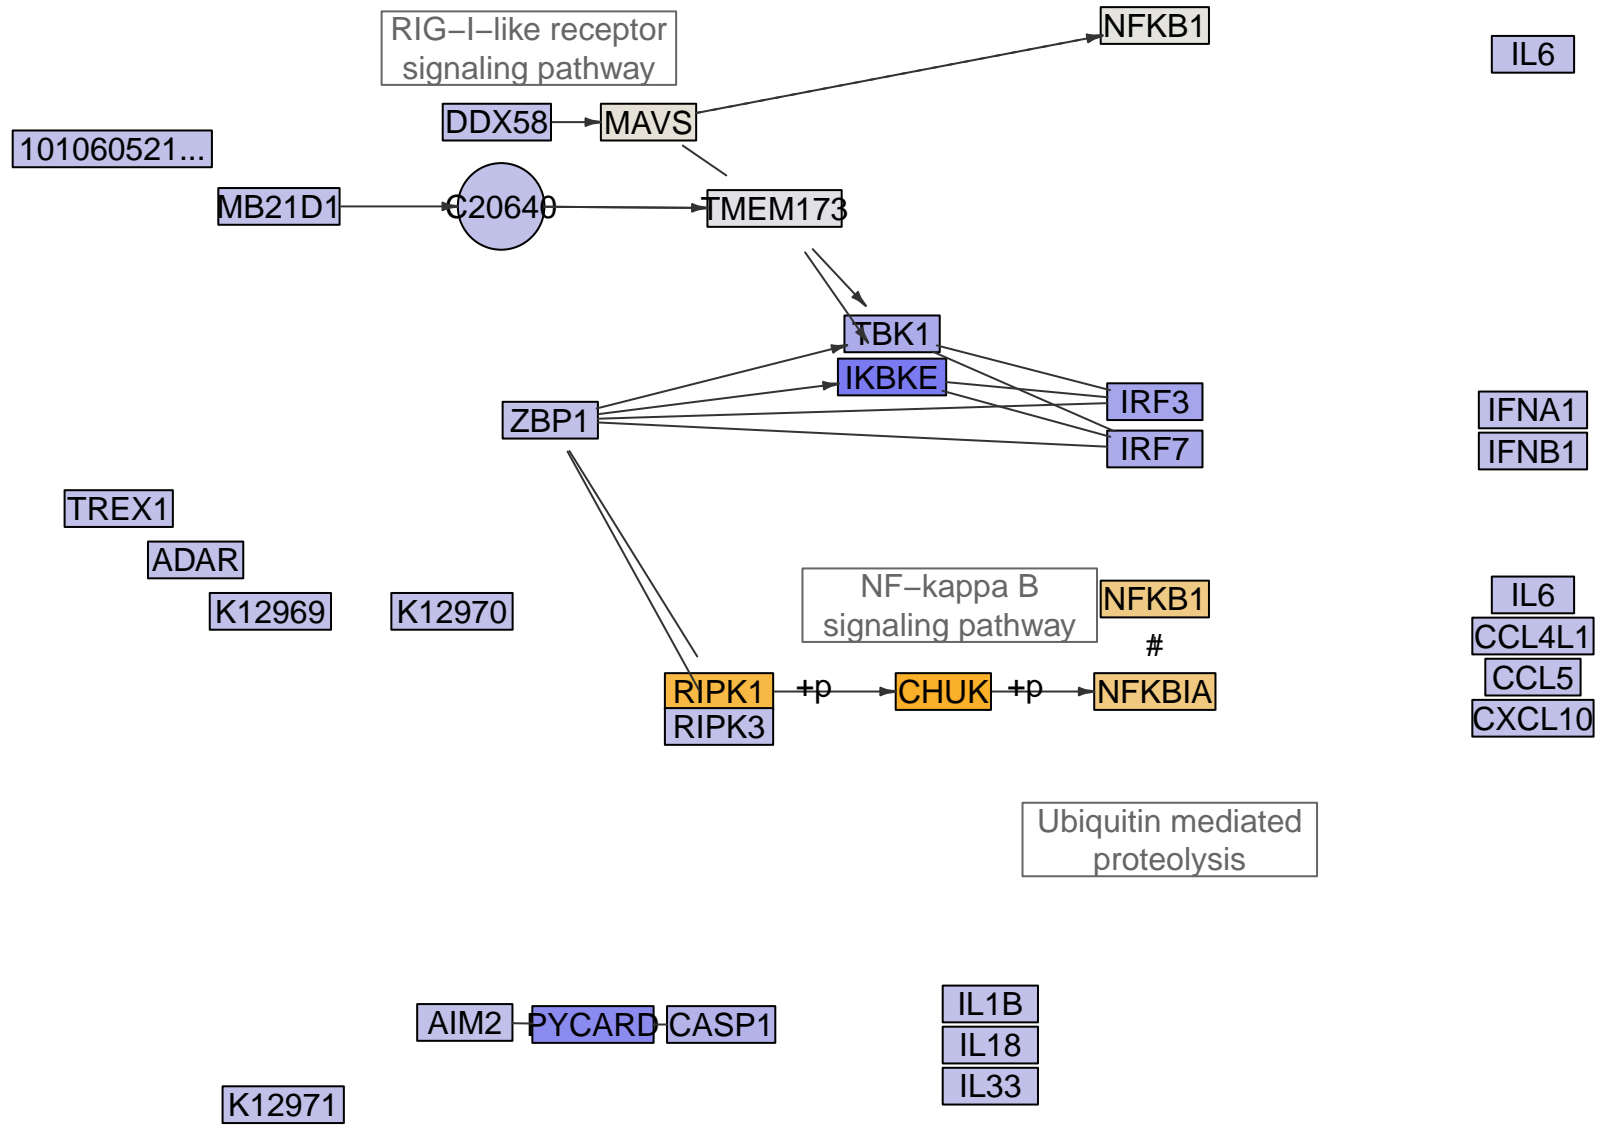 RIG−I−like receptor
signaling pathway
NFKB1
IL6
DDX58
MAVS
101060521...
MB21D1
C20640
TMEM173
TBK1
IKBKE
ZBP1
IRF3
IRF7
IFNA1
IFNB1
TREX1
ADAR
K12969
K12970
NF−kappa B
signaling pathway
NFKB1
#
IL6
CCL4L1
CCL5
CXCL10
RIPK1
+p
CHUK
+p
NFKBIA
RIPK3
Ubiquitin mediated
proteolysis
AIM2
PYCARD
CASP1
IL1B
IL18
IL33
K12971